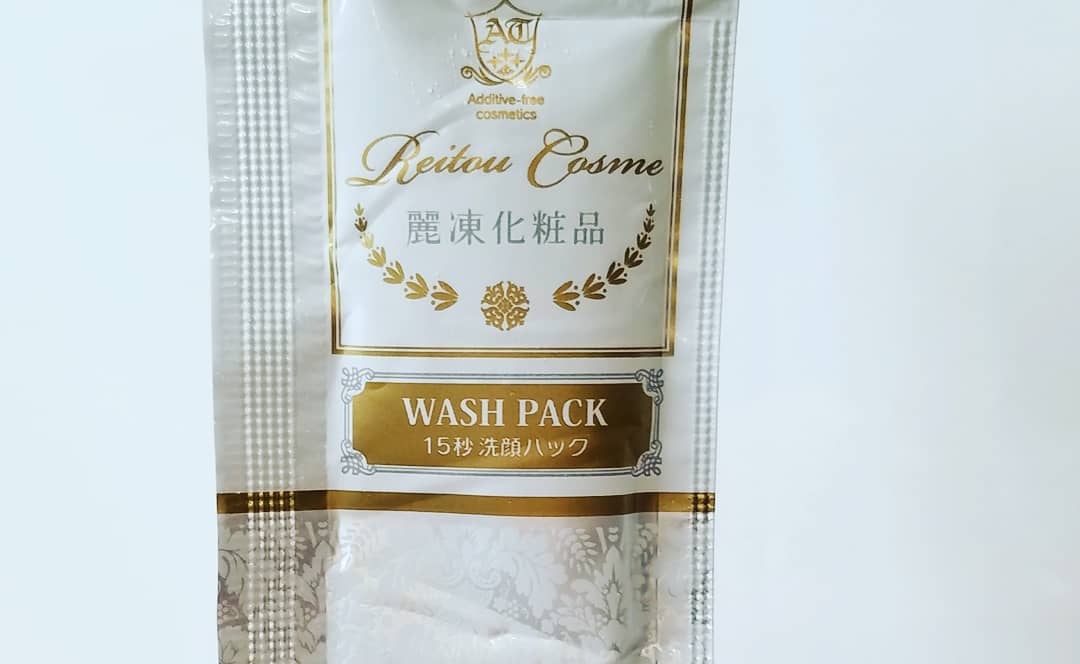 AT
Additive-free
cosmetics
Reitou Cosme
麗凍化粧品
WASH PACK
15秒 洗顔パック